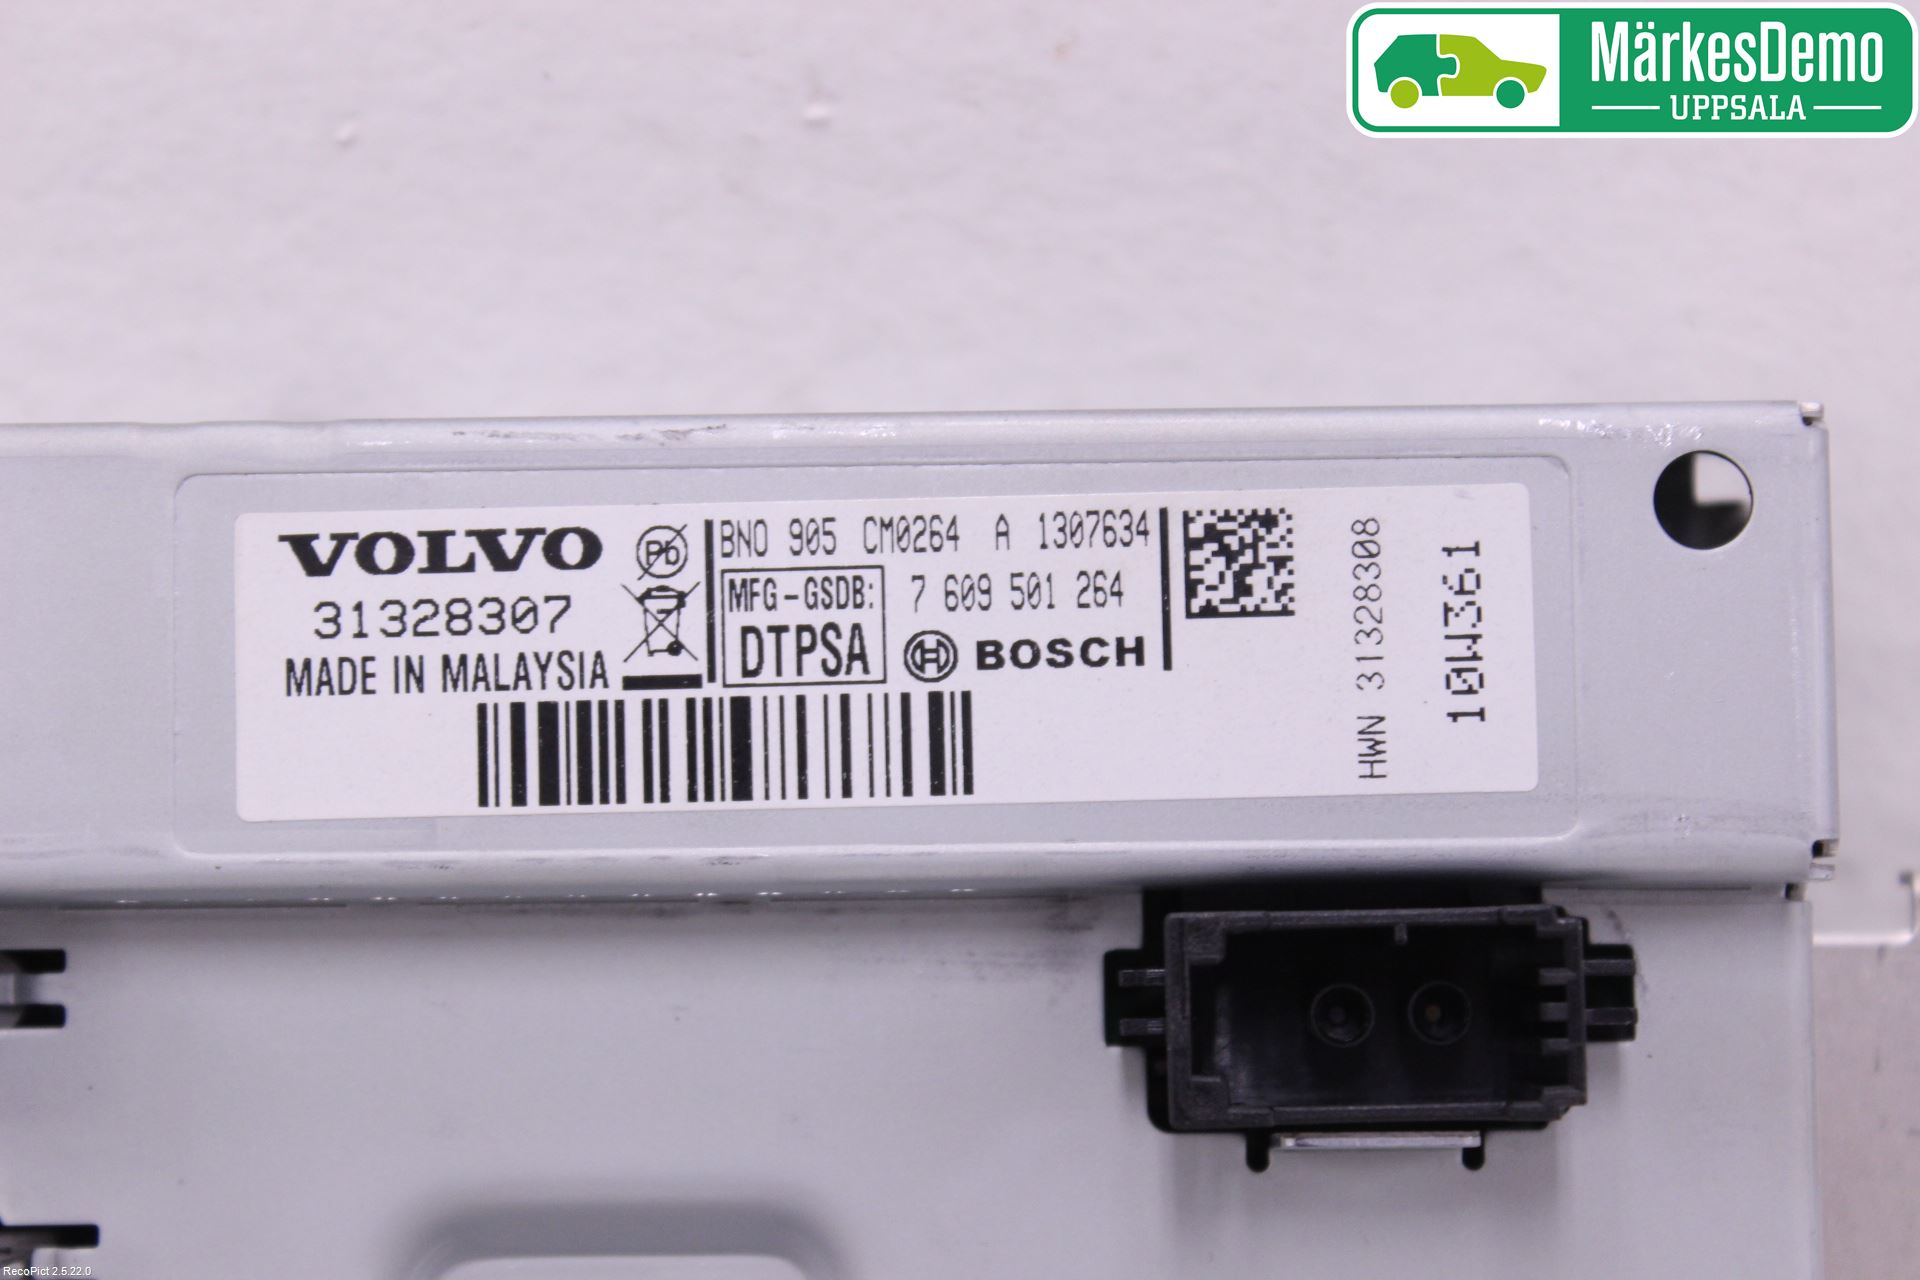 MärkesDemo
UPPSALA
VOLVO
31328307
MADE IN MALAYSIA
Pb
BNO 905 CM0264 A 1307634
MFG-GSDB:
DTPSA
7 609 501 264
BOSCH
HWN 31328308
10W361
RecoPict 2.5.22.0